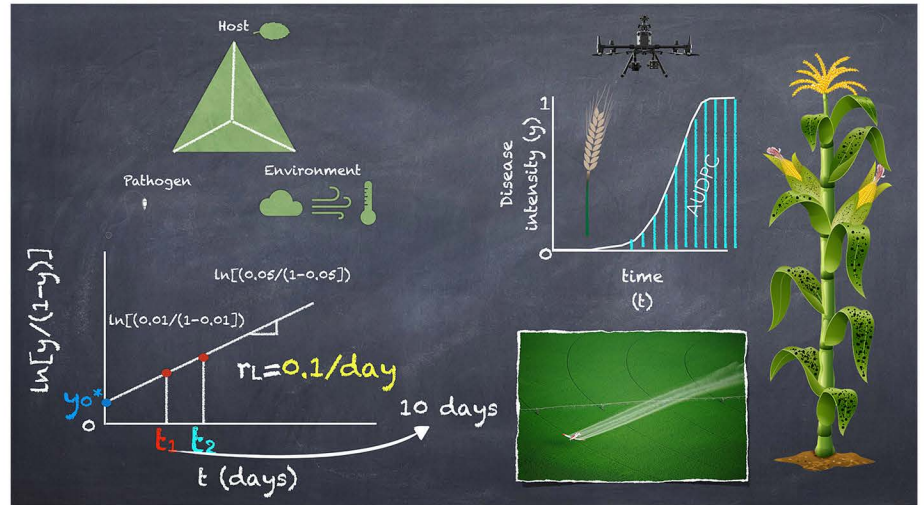 Host
Pathogen
Environment
ln[y/(1-y)]
ln[(0.05/(1-0.05])
ln[(0.01/(1-0.01])
rL=0.1/day
yo*
0
t1
t2
10 days
t (days)
Disease
intensity (y)
1
0
AUDPC
time
(t)